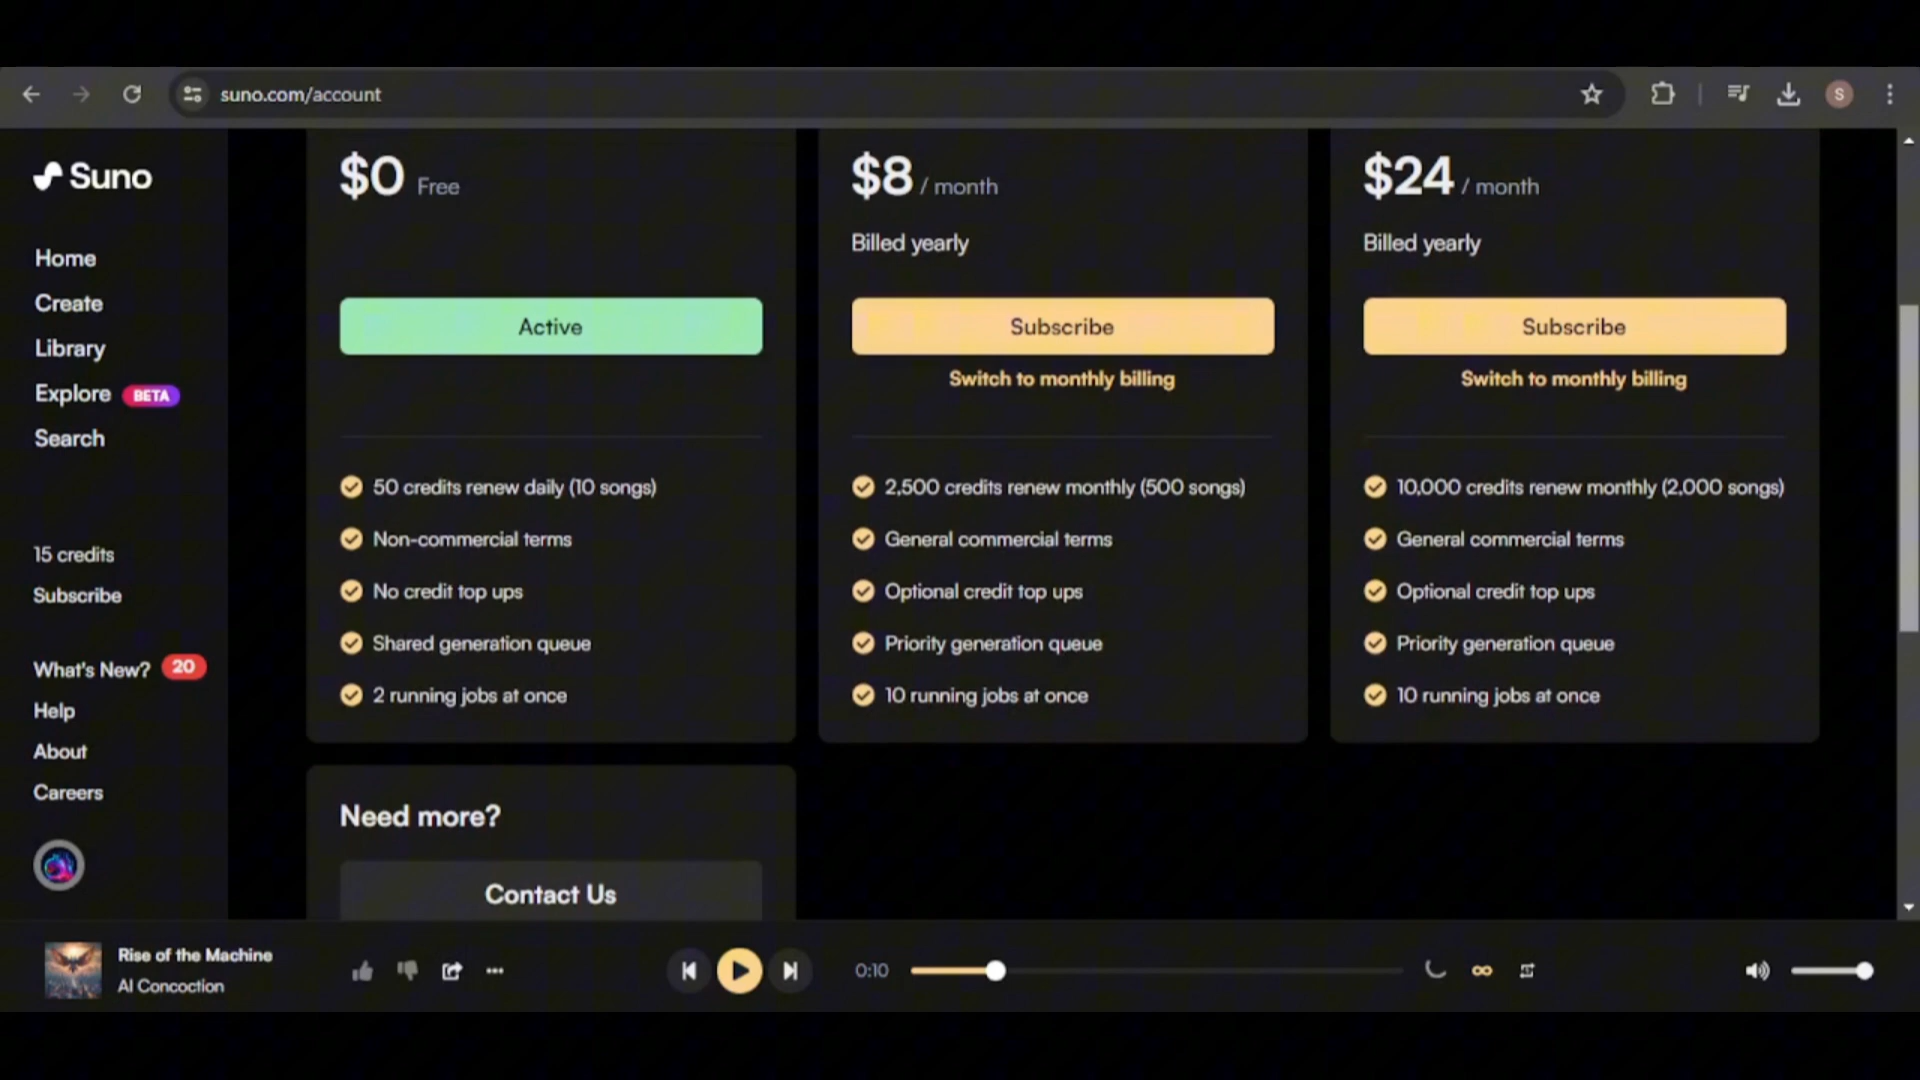 suno.com/account
S
Suno
Home
Create
Library
Explore BETA
Search
15 credits
Subscribe
What's New? 20
Help
About
Careers
$0 Free
Active
50 credits renew daily (10 songs)
Non-commercial terms
No credit top ups
Shared generation queue
2 running jobs at once
$8 / month
Billed yearly
Subscribe
Switch to monthly billing
2,500 credits renew monthly (500 songs)
General commercial terms
Optional credit top ups
Priority generation queue
10 running jobs at once
$24 / month
Billed yearly
Subscribe
Switch to monthly billing
10,000 credits renew monthly (2,000 songs)
General commercial terms
Optional credit top ups
Priority generation queue
10 running jobs at once
Need more?
Contact Us
Rise of the Machine
AI Concoction
0:10